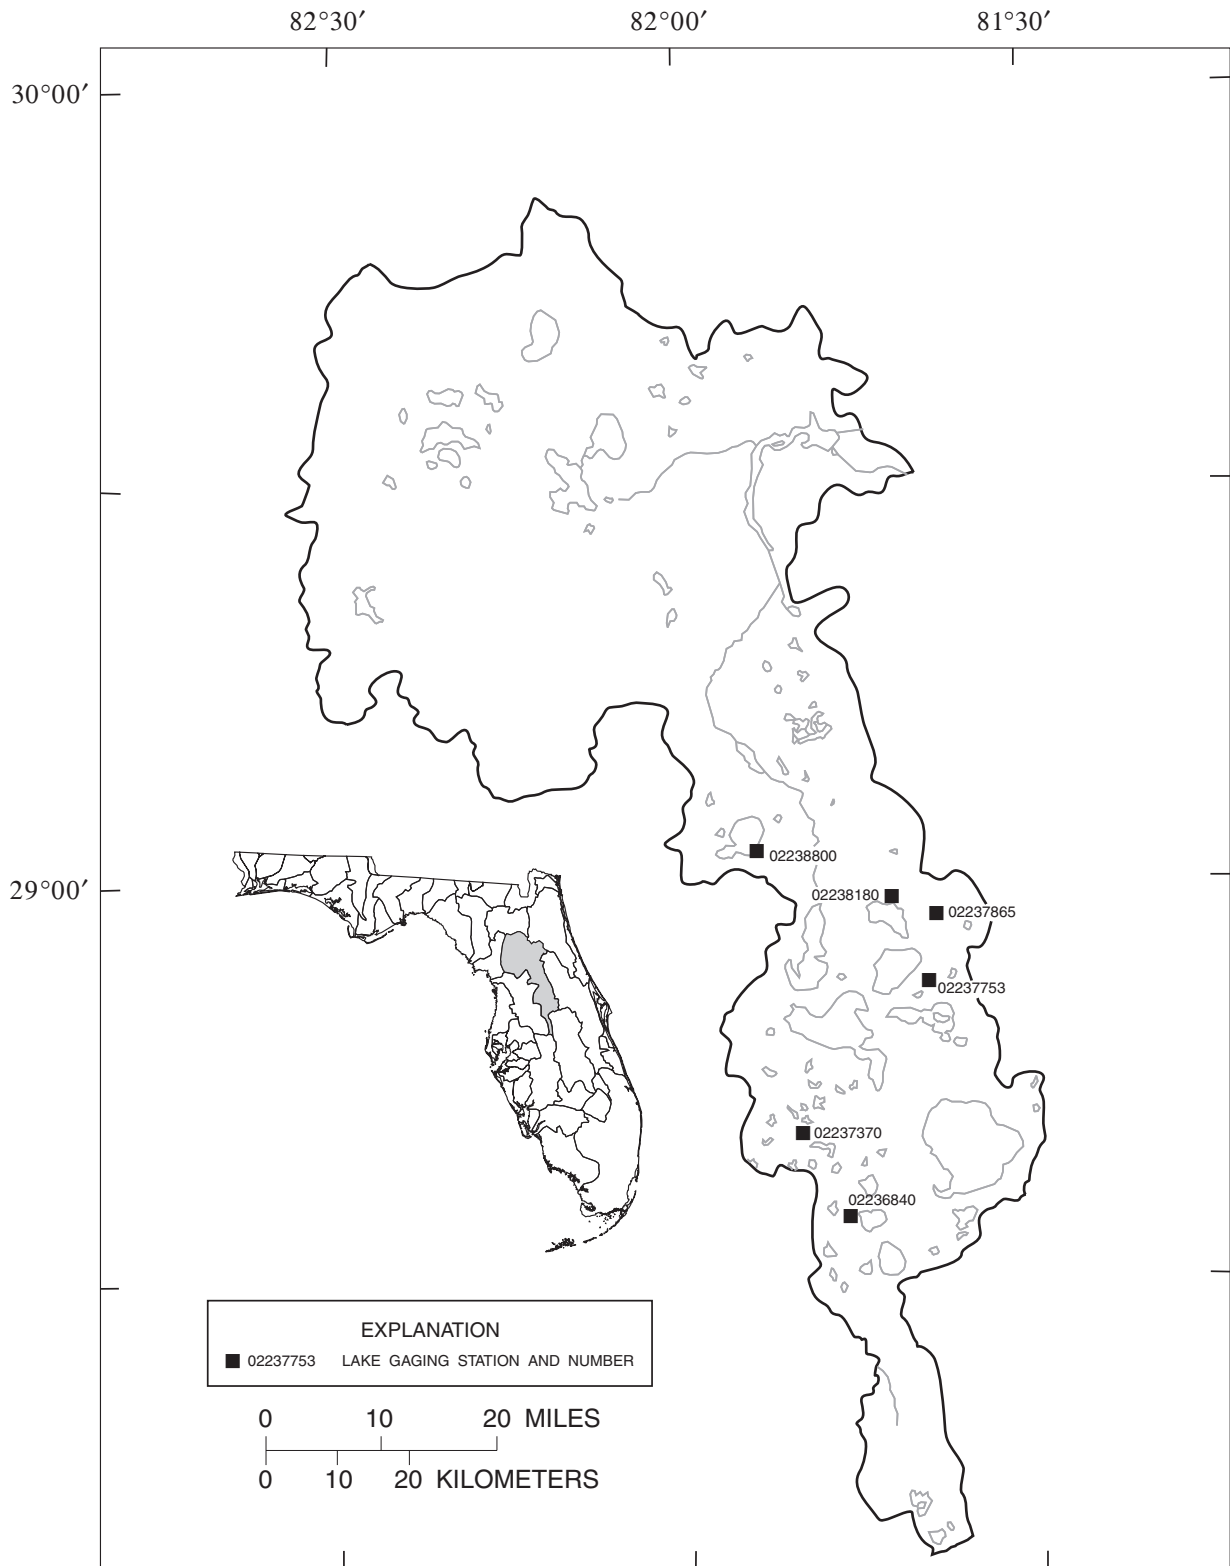 82°30′ 82°00′ 81°30′
30°00′
02238800
02238180
02237865
29°00′
02237753
02237370
02236840
EXPLANATION
02237753 LAKE GAGING STATION AND NUMBER
0 10 20 MILES
0 10 20 KILOMETERS